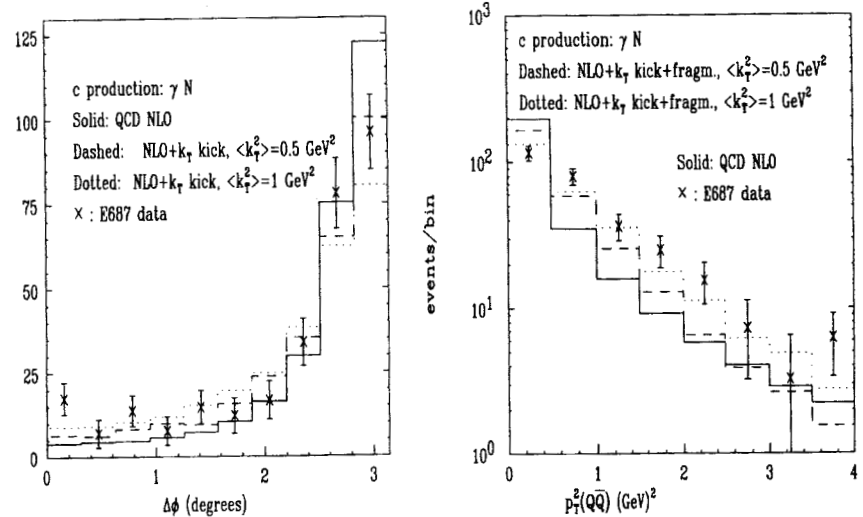 125
100
75
50
25
0
c production: γ N
Solid: QCD NLO
Dashed: NLO+k_T kick, <k_T^2>=0.5 GeV^2
Dotted: NLO+k_T kick, <k_T^2>=1 GeV^2
× : E687 data
0 1 2 3
Δϕ (degrees)
events/bin
10^3
10^2
10^1
10^0
c production: γ N
Dashed: NLO+k_T kick+fragm., <k_T^2>=0.5 GeV^2
Dotted: NLO+k_T kick+fragm., <k_T^2>=1 GeV^2
Solid: QCD NLO
× : E687 data
0 1 2 3 4
p_T^2(QQ̅) (GeV)^2